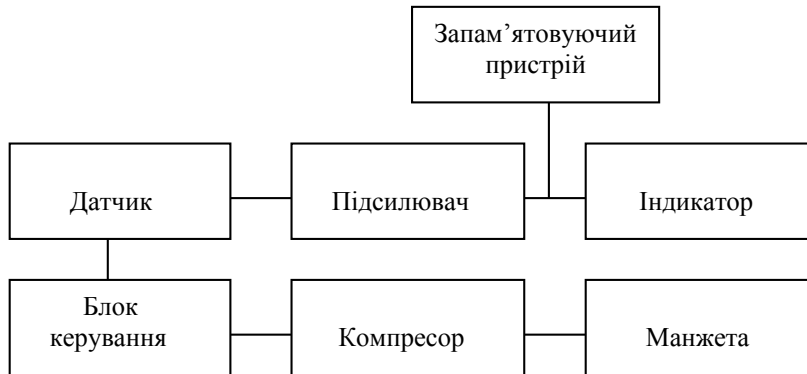 Запам’ятовуючий
пристрій
Датчик
Підсилювач
Індикатор
Блок
керування
Компресор
Манжета